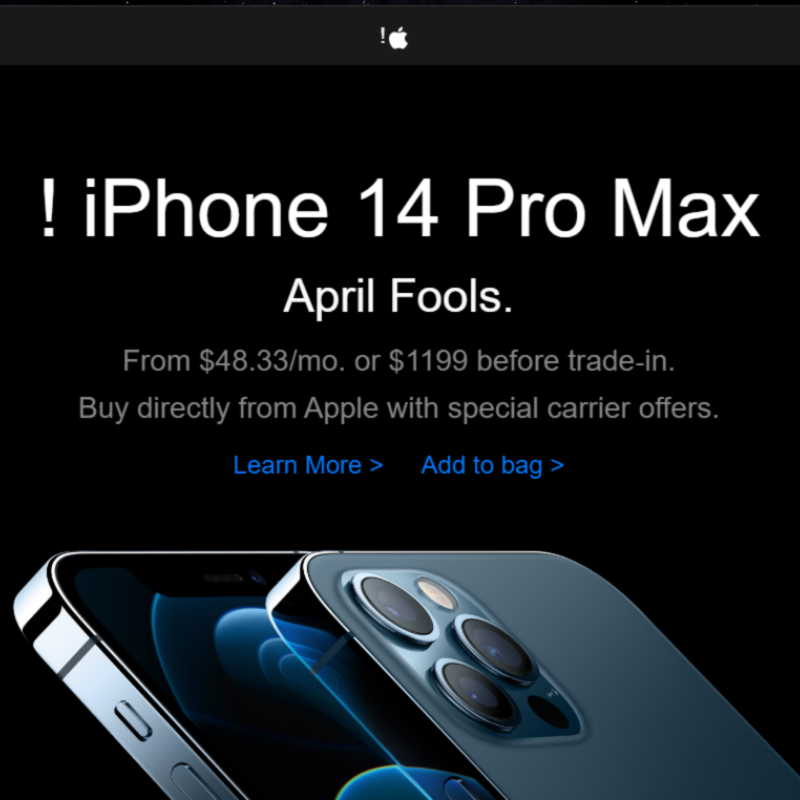 !
! iPhone 14 Pro Max
April Fools.
From $48.33/mo. or $1199 before trade-in.
Buy directly from Apple with special carrier offers.
Learn More > Add to bag >